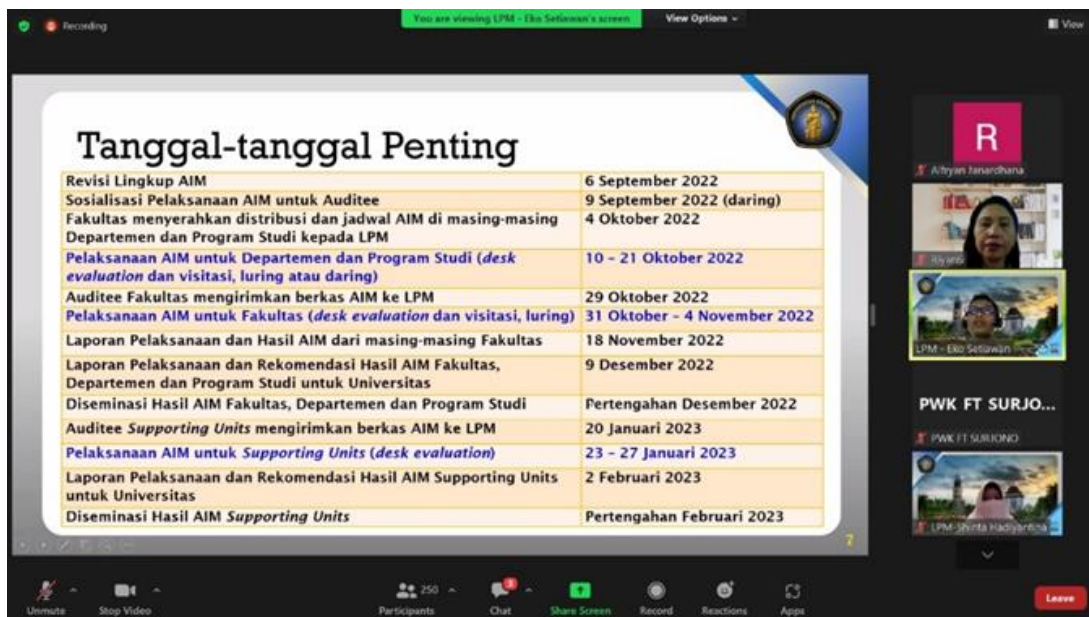 Recording
You are viewing LPM - Eko Setiawan's screen
View Options
View
Tanggal-tanggal Penting
Revisi Lingkup AIM
6 September 2022
Sosialisasi Pelaksanaan AIM untuk Auditee
9 September 2022 (daring)
Fakultas menyerahkan distribusi dan jadwal AIM di masing-masing
Departemen dan Program Studi kepada LPM
4 Oktober 2022
Pelaksanaan AIM untuk Departemen dan Program Studi (desk
evaluation dan visitasi, luring atau daring)
10 – 21 Oktober 2022
Auditee Fakultas mengirimkan berkas AIM ke LPM
29 Oktober 2022
Pelaksanaan AIM untuk Fakultas (desk evaluation dan visitasi, luring)
31 Oktober – 4 November 2022
Laporan Pelaksanaan dan Hasil AIM dari masing-masing Fakultas
18 November 2022
Laporan Pelaksanaan dan Rekomendasi Hasil AIM Fakultas,
Departemen dan Program Studi untuk Universitas
9 Desember 2022
Diseminasi Hasil AIM Fakultas, Departemen dan Program Studi
Pertengahan Desember 2022
Auditee Supporting Units mengirimkan berkas AIM ke LPM
20 Januari 2023
Pelaksanaan AIM untuk Supporting Units (desk evaluation)
23 – 27 Januari 2023
Laporan Pelaksanaan dan Rekomendasi Hasil AIM Supporting Units
untuk Universitas
2 Februari 2023
Diseminasi Hasil AIM Supporting Units
Pertengahan Februari 2023
7
R
Janardhana
LPM - Eko Setiawan
PWK FT SURJO...
PWK FT SURJONO
LPM-Shinta Hadiyantina
Unmute
Stop Video
250
Participants
3
Chat
Share Screen
Record
Reactions
Apps
Leave